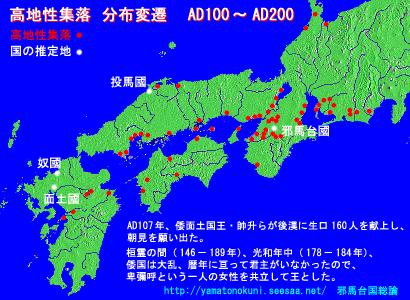 高地性集落 分布変遷 AD100～AD200
高地性集落
国の推定地
投馬國
邪馬台國
奴國
面土國
AD107年、倭面土国王・帥升らが後漢に生口160人を献上し、
朝見を願い出た。
桓霊の間（146－189年）、光和年中（178－184年）、
倭国は大乱、暦年に亘って君主がいなかったので、
卑彌呼という一人の女性を共立して王とした。
http://yamatonokuni.seesaa.net/ 邪馬台国総論